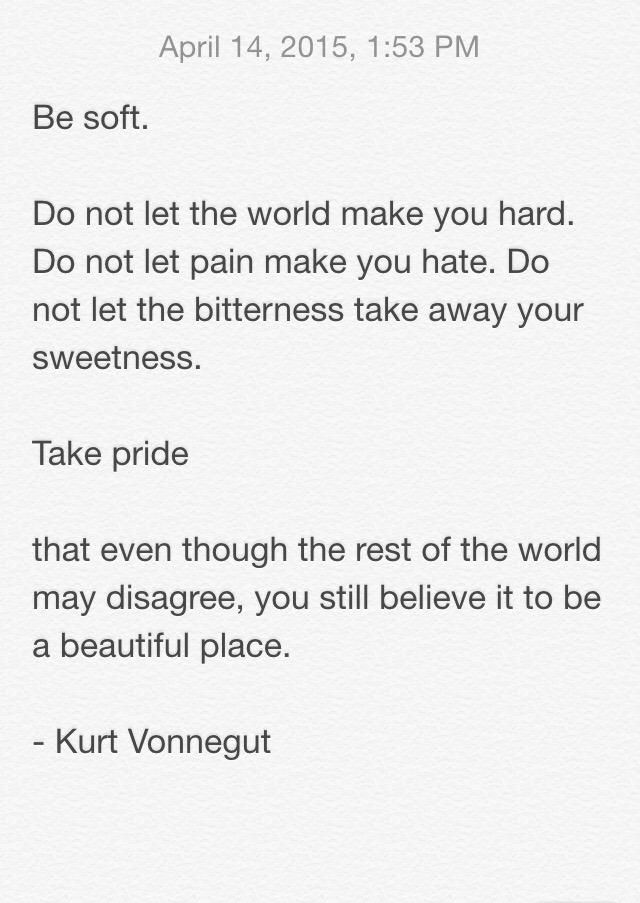 April 14, 2015, 1:53 PM
Be soft.
Do not let the world make you hard.
Do not let pain make you hate. Do
not let the bitterness take away your
sweetness.
Take pride
that even though the rest of the world
may disagree, you still believe it to be
a beautiful place.
- Kurt Vonnegut